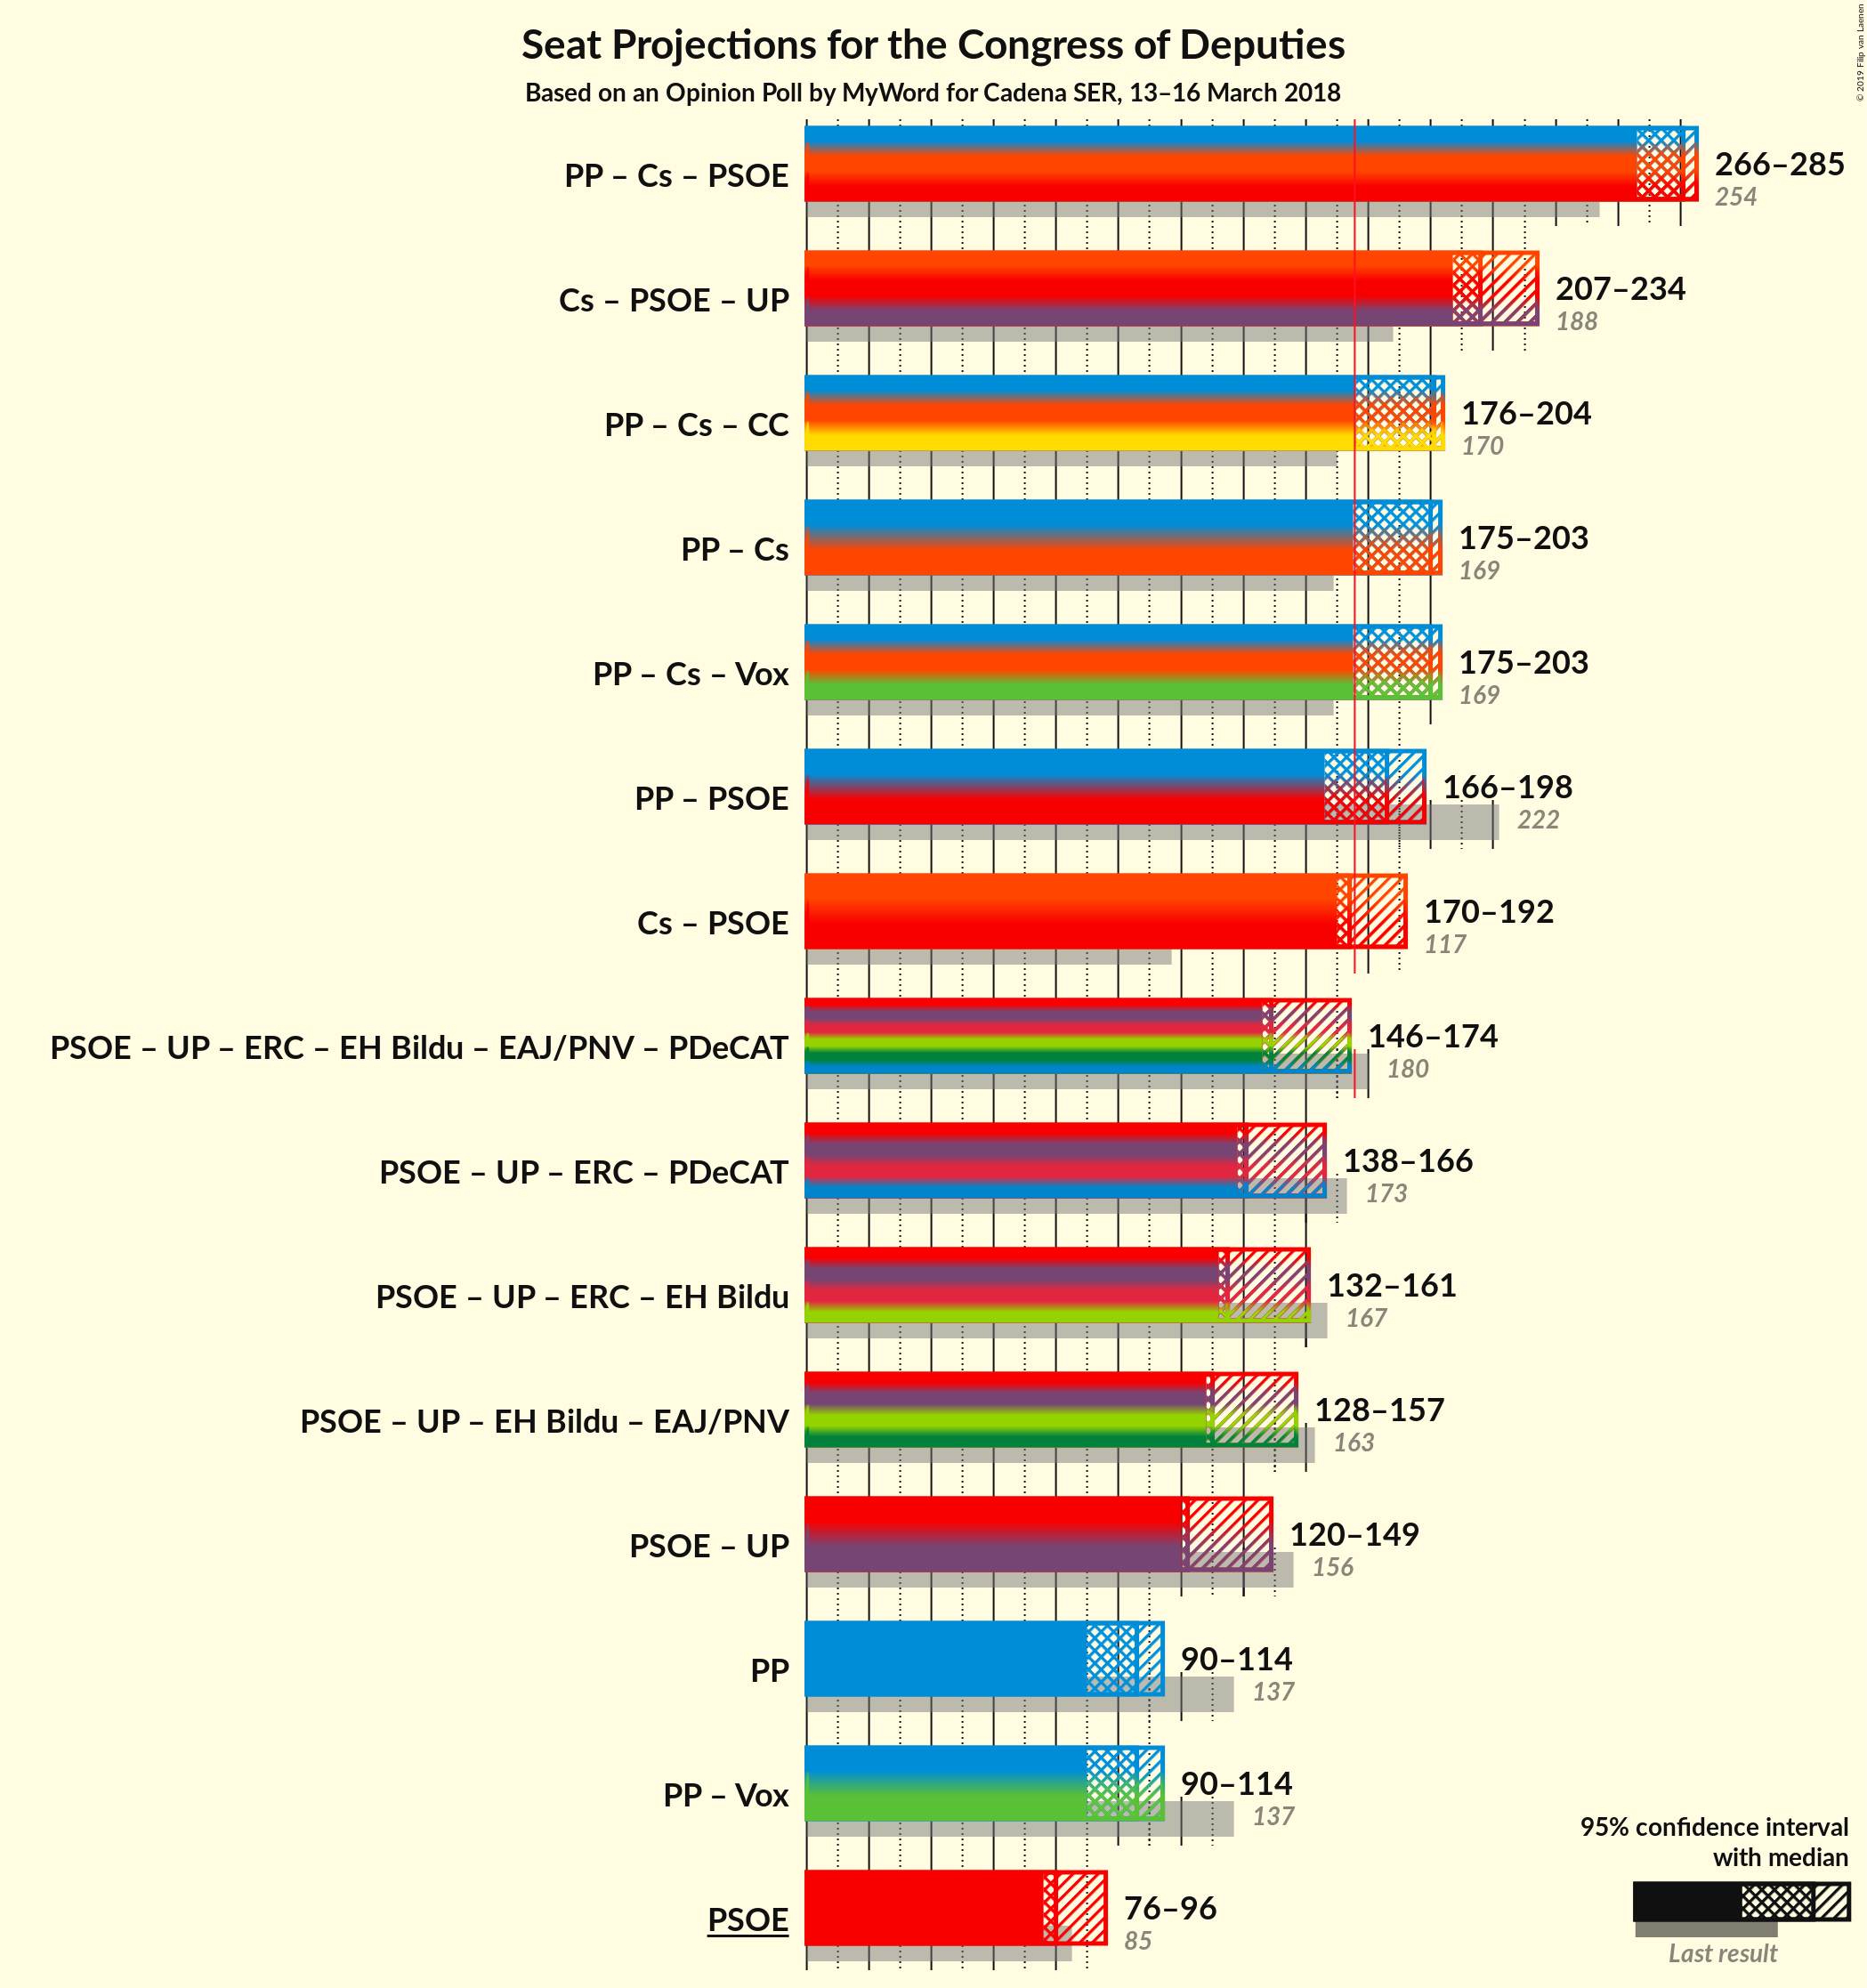 Seat Projections for the Congress of Deputies
Based on an Opinion Poll by MyWord for Cadena SER, 13–16 March 2018
© 2019 Filip van Laenen
PP – Cs – PSOE
266–285
254
Cs – PSOE – UP
207–234
188
PP – Cs – CC
176–204
170
PP – Cs
175–203
169
PP – Cs – Vox
175–203
169
PP – PSOE
166–198
222
Cs – PSOE
170–192
117
PSOE – UP – ERC – EH Bildu – EAJ/PNV – PDeCAT
146–174
180
PSOE – UP – ERC – PDeCAT
138–166
173
PSOE – UP – ERC – EH Bildu
132–161
167
PSOE – UP – EH Bildu – EAJ/PNV
128–157
163
PSOE – UP
120–149
156
PP
90–114
137
PP – Vox
90–114
137
PSOE
76–96
85
95% confidence interval
with median
Last result